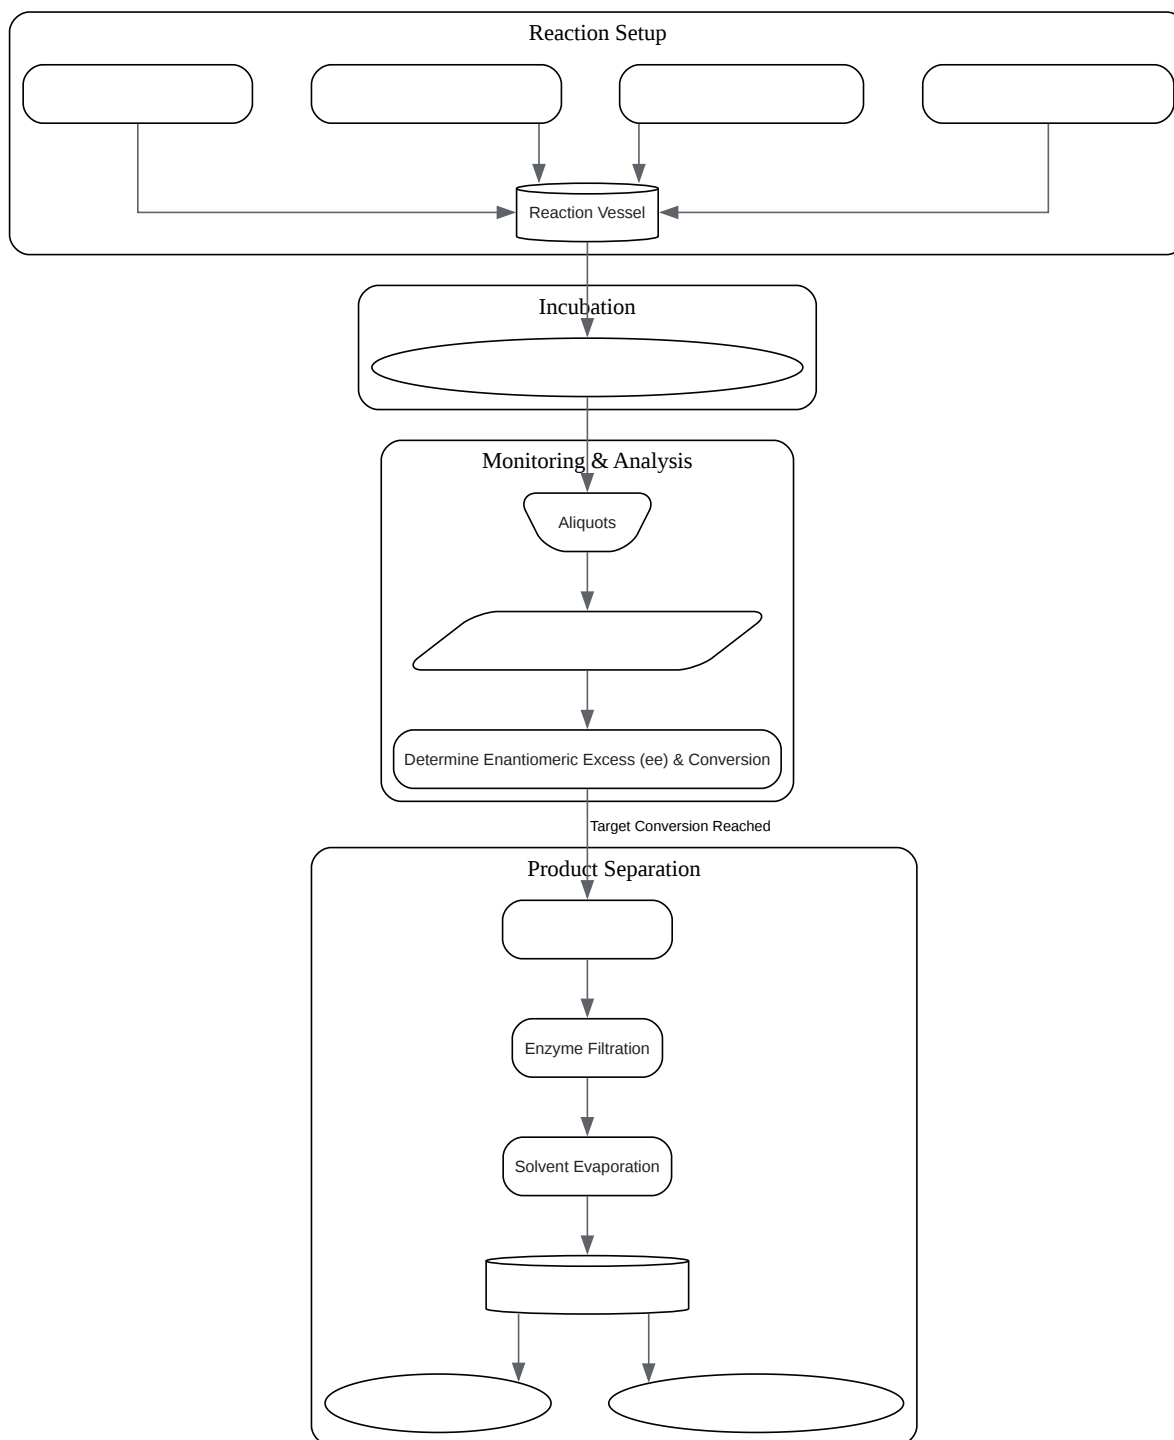 Reaction Setup
Reaction Vessel
Incubation
Monitoring & Analysis
Aliquots
Determine Enantiomeric Excess (ee) & Conversion
Target Conversion Reached
Product Separation
Enzyme Filtration
Solvent Evaporation